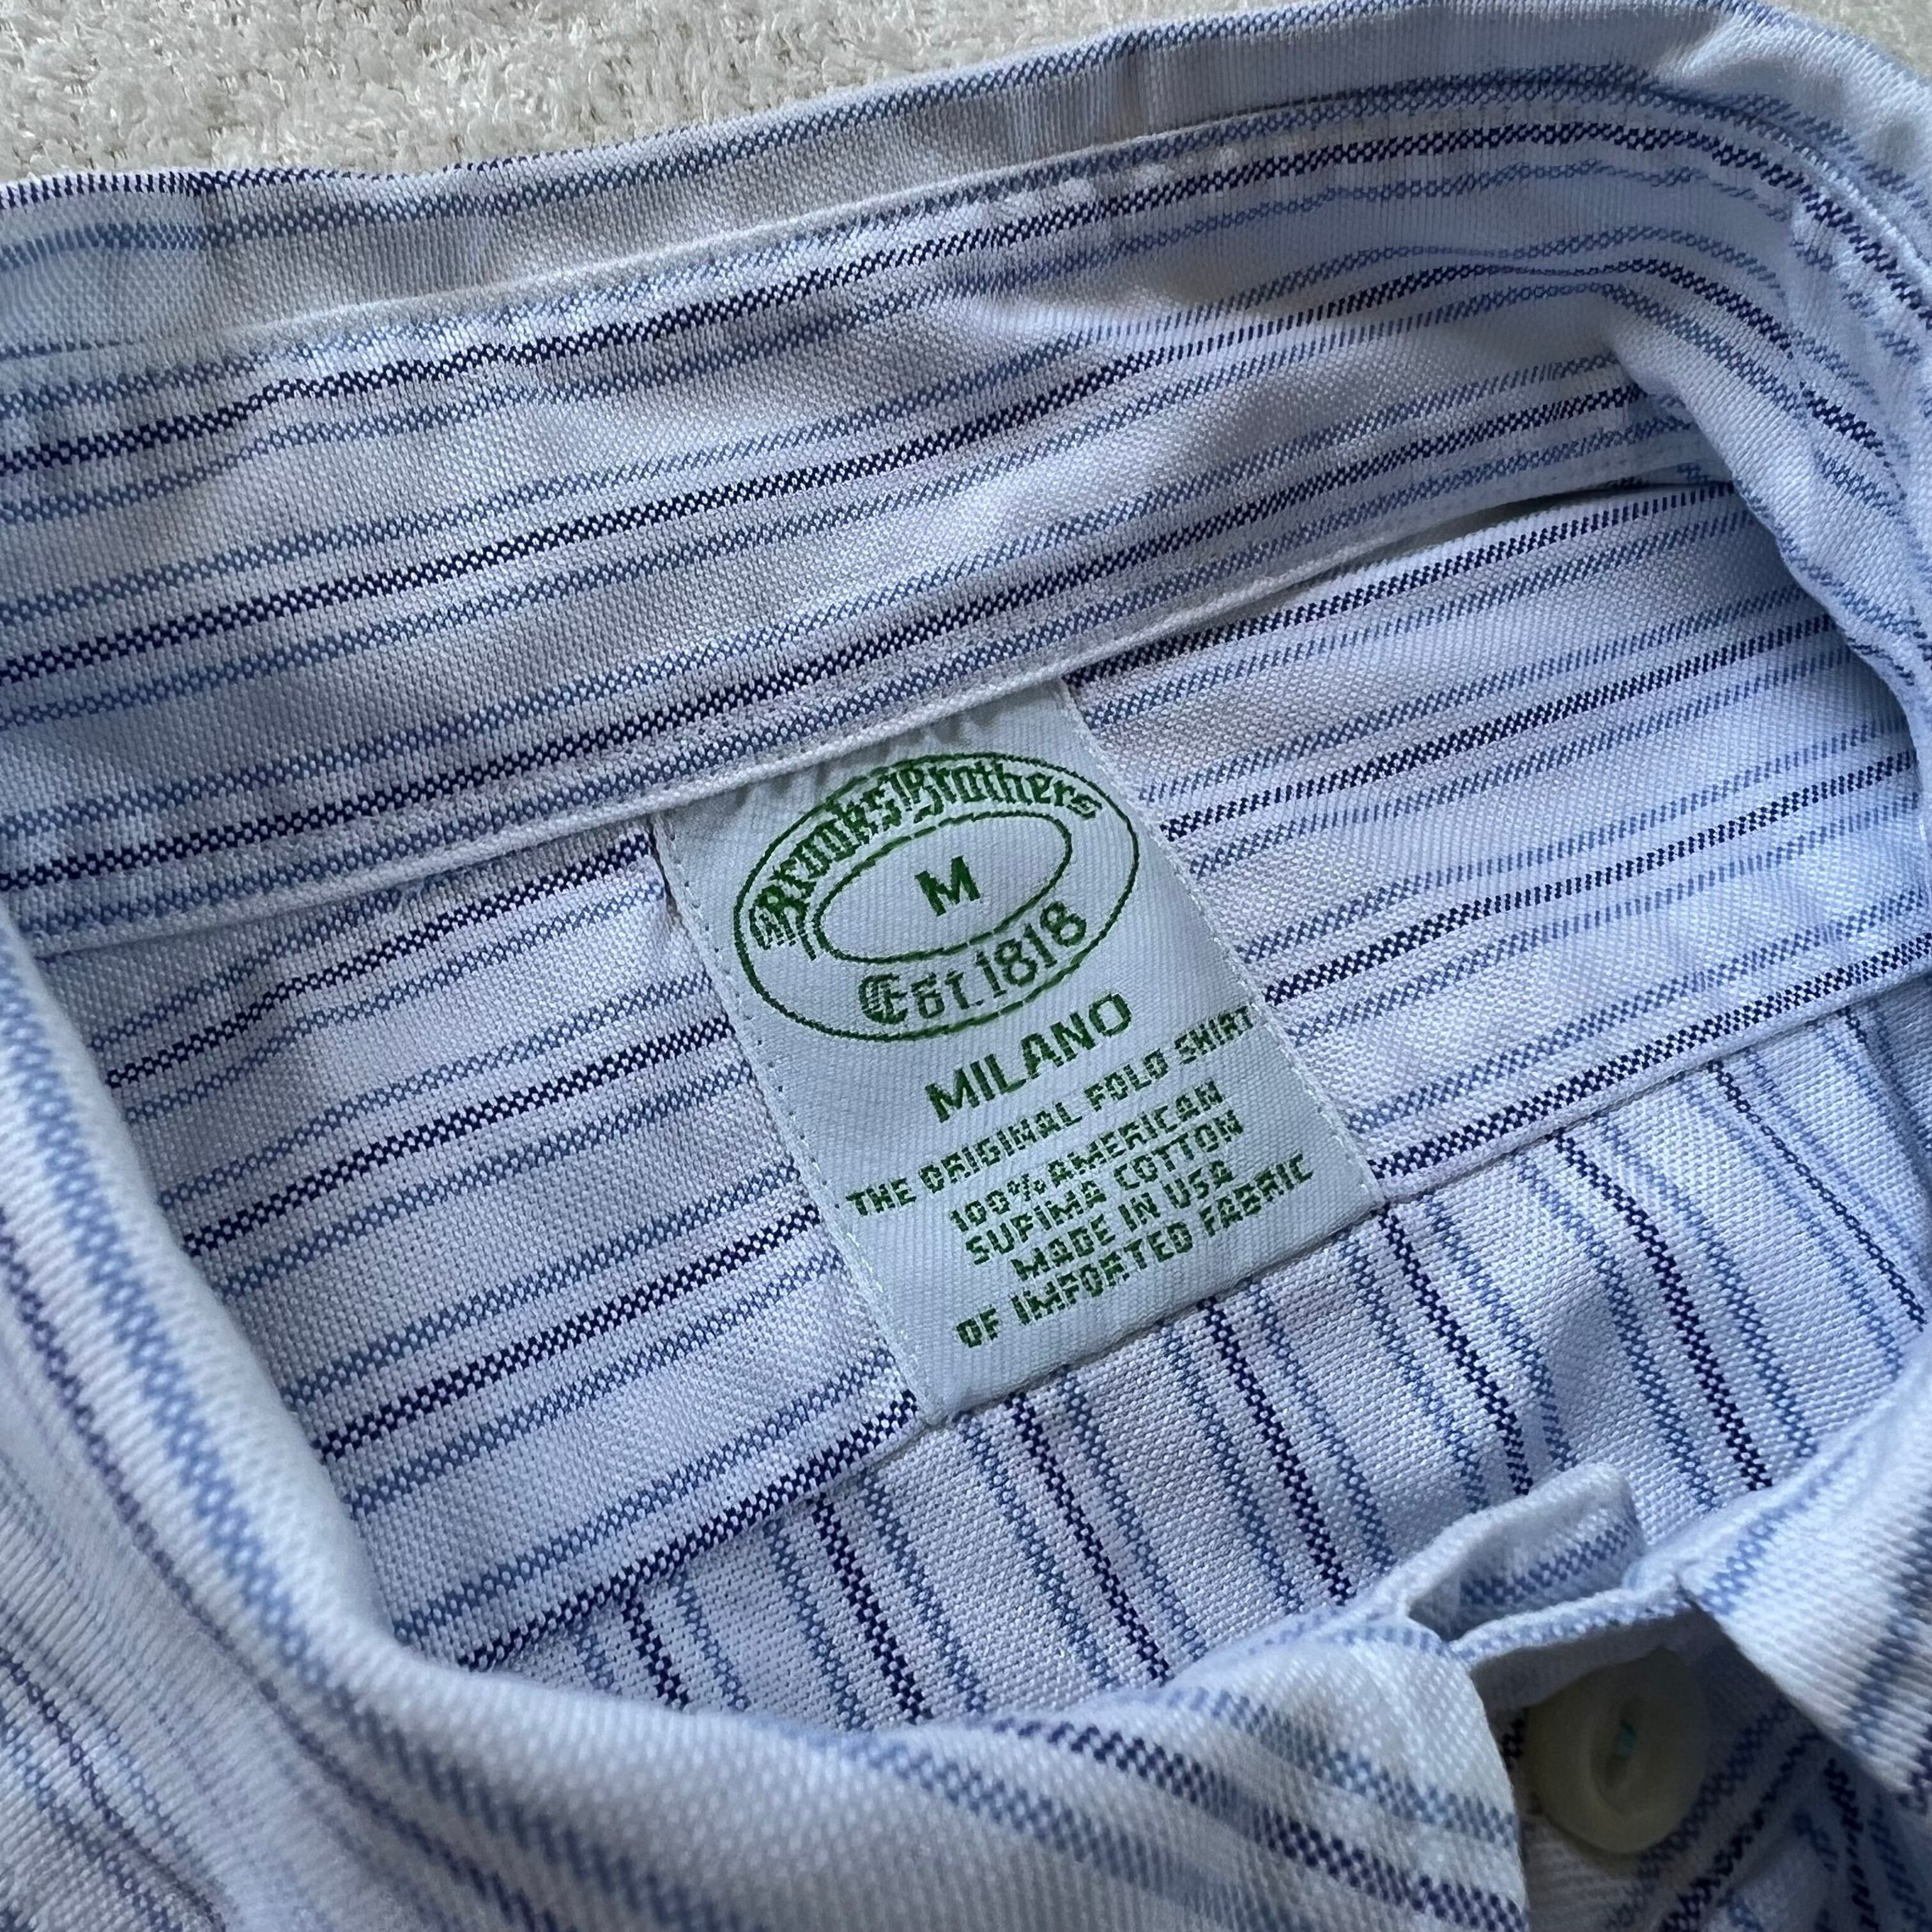 Brooks Brothers
M
Est. 1818
MILANO
THE ORIGINAL POLO SHIRT
100% AMERICAN
SUPIMA COTTON
MADE IN USA
OF IMPORTED FABRIC